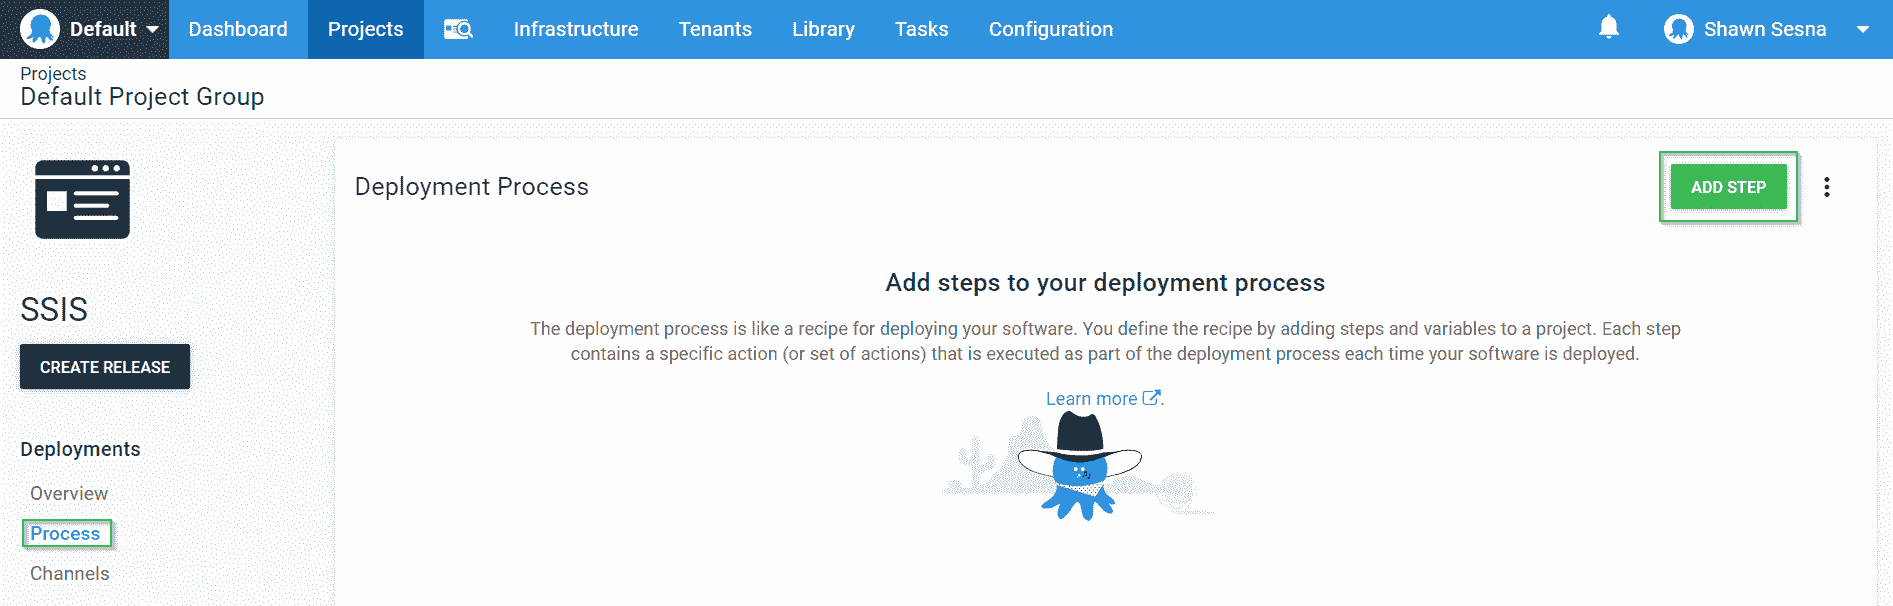 Default Dashboard Projects Infrastructure Tenants Library Tasks Configuration Shawn Sesna
Projects
Default Project Group
SSIS
CREATE RELEASE
Deployments
Overview
Process
Channels
Deployment Process
ADD STEP
Add steps to your deployment process
The deployment process is like a recipe for deploying your software. You define the recipe by adding steps and variables to a project. Each step
contains a specific action (or set of actions) that is executed as part of the deployment process each time your software is deployed.
Learn more.